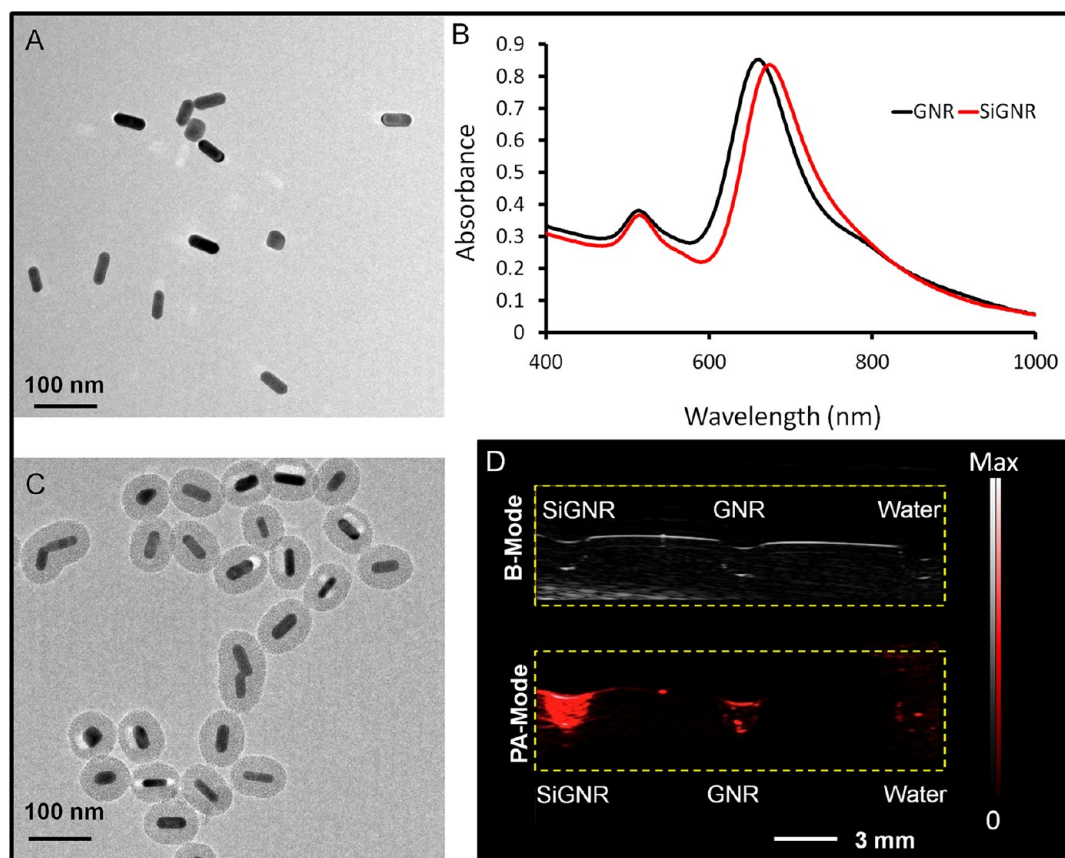 A
100 nm
B
0.9
0.8
0.7
0.6
0.5
0.4
0.3
0.2
0.1
0
400 600 800 1000
Absorbance
Wavelength (nm)
GNR SiGNR
C
100 nm
D
Max
B-Mode
SiGNR GNR Water
PA-Mode
SiGNR GNR Water
3 mm
0